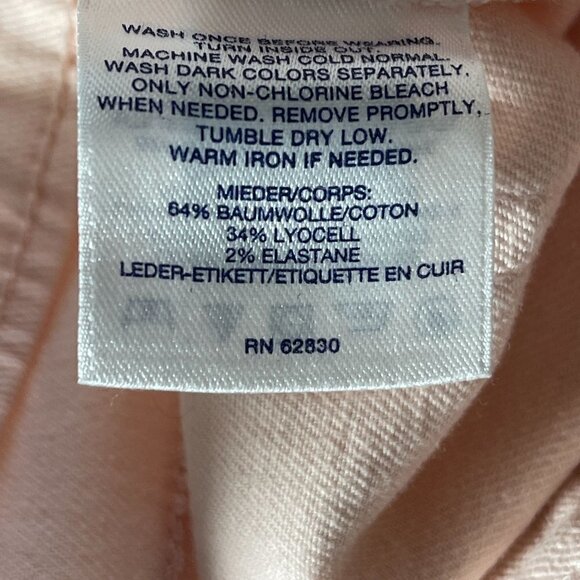 WASH ONCE BEFORE WEARING.
TURN INSIDE OUT.
MACHINE WASH COLD NORMAL.
WASH DARK COLORS SEPARATELY.
ONLY NON-CHLORINE BLEACH
WHEN NEEDED. REMOVE PROMPTLY,
TUMBLE DRY LOW.
WARM IRON IF NEEDED.
MIEDER/CORPS:
64% BAUMWOLLE/COTTON
34% LYOCELL
2% ELASTANE
LEDER-ETIKETT/ETIQUETTE EN CUIR
RN 62830